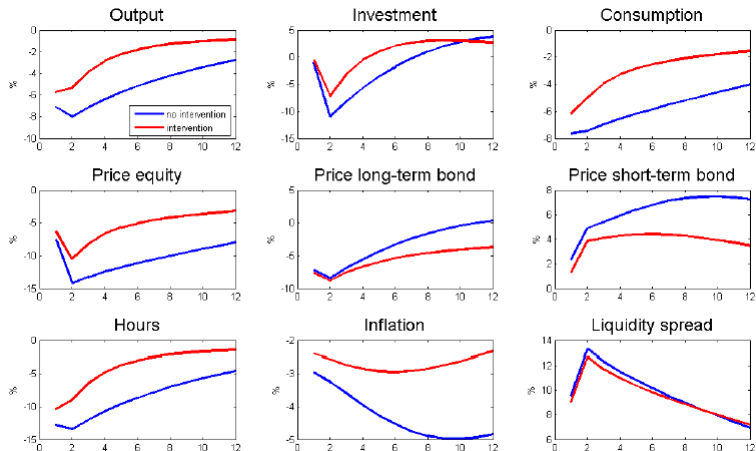 Output
Investment
Consumption
0
-2
-4
-6
-8
-10
%
0 2 4 6 8 10 12
no intervention
intervention
5
0
-5
-10
-15
%
0 2 4 6 8 10 12
0
-2
-4
-6
-8
%
0 2 4 6 8 10 12
Price equity
Price long-term bond
Price short-term bond
0
-5
-10
-15
%
0 2 4 6 8 10 12
5
0
-5
-10
%
0 2 4 6 8 10 12
8
6
4
2
0
%
0 2 4 6 8 10 12
Hours
Inflation
Liquidity spread
0
-5
-10
-15
%
0 2 4 6 8 10 12
-2
-3
-4
-5
%
0 2 4 6 8 10 12
14
12
10
8
6
%
0 2 4 6 8 10 12